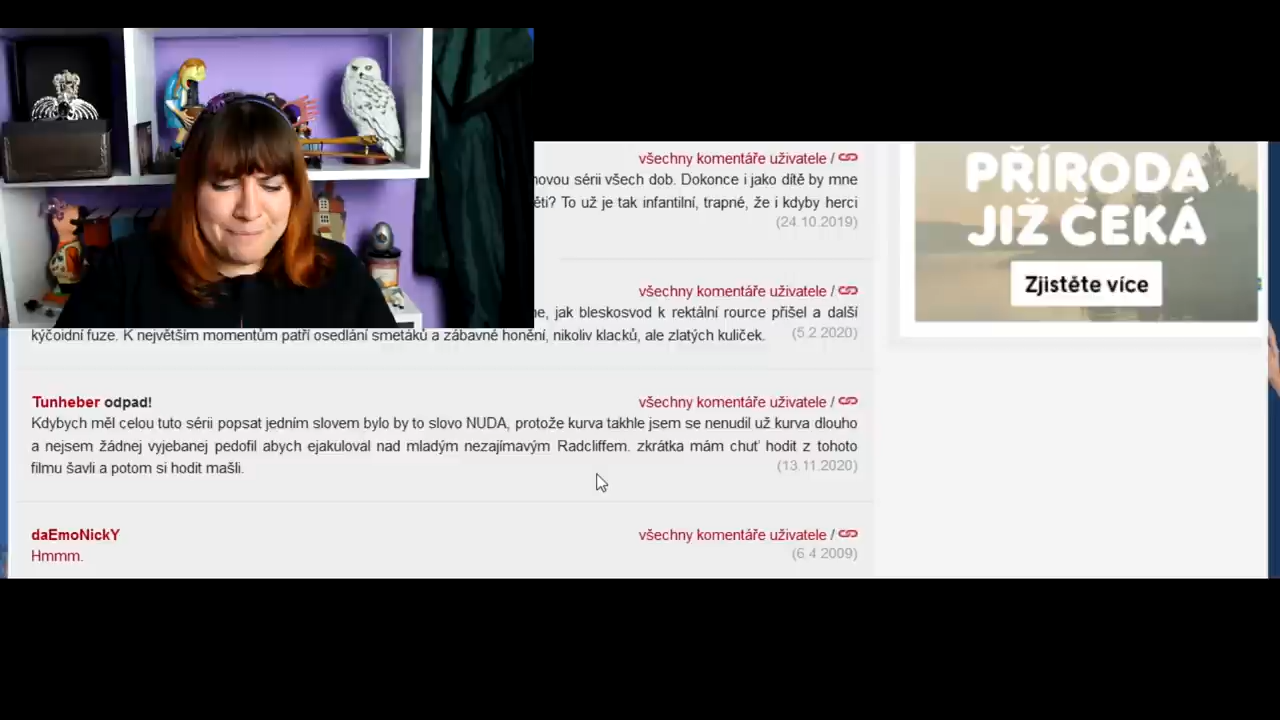 všechny komentáře uživatele /
novou sérii všech dob. Dokonce i jako dítě by mne
ěti? To už je tak infantilní, trapné, že i kdyby herci
(24.10.2019)
všechny komentáře uživatele /
ne, jak bleskosvod k rektální rource přišel a další
kýčoidní fuze. K největším momentům patří osedlání smetáků a zábavné honění, nikoliv klacků, ale zlatých kuliček. (5.2.2020)
Tunheber odpad! všechny komentáře uživatele /
Kdybych měl celou tuto sérii popsat jedním slovem bylo by to slovo NUDA, protože kurva takhle jsem se nenudil už kurva dlouho
a nejsem žádnej vyjebanej pedofil abych ejakuloval nad mladým nezajímavým Radcliffem. zkrátka mám chuť hodit z tohoto
filmu šavli a potom si hodit mašli. (13.11.2020)
daEmoNickY všechny komentáře uživatele /
Hmmm. (6.4.2009)
PŘÍRODA
JIŽ ČEKÁ
Zjistěte více